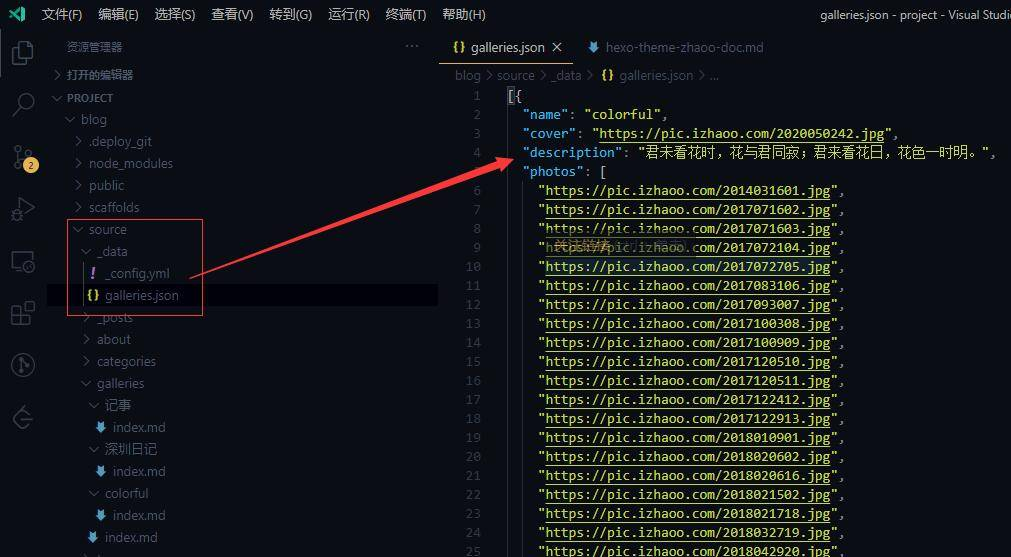 文件(F) 编辑(E) 选择(S) 查看(V) 转到(G) 运行(R) 终端(T) 帮助(H) galleries.json - project - Visual Studio
资源管理器 ...
打开的编辑器
PROJECT
blog
.deploy_git
node_modules
public
scaffolds
source
_data
! _config.yml
{} galleries.json
_posts
about
categories
galleries
记事
index.md
深圳日记
index.md
colorful
index.md
index.md
2
{} galleries.json × hexo-theme-zhaoo-doc.md
blog > source > _data > {} galleries.json > ...
1 [{
2 "name": "colorful",
3 "cover": "https://pic.izhaoo.com/2020050242.jpg",
4 "description": "君未看花时，花与君同寂；君来看花日，花色一时明。",
5 "photos": [
6 "https://pic.izhaoo.com/2014031601.jpg",
7 "https://pic.izhaoo.com/2017071602.jpg",
8 "https://pic.izhaoo.com/2017071603.jpg",
9 "https://pic.izhaoo.com/2017072104.jpg",
10 "https://pic.izhaoo.com/2017072705.jpg",
11 "https://pic.izhaoo.com/2017083106.jpg",
12 "https://pic.izhaoo.com/2017093007.jpg",
13 "https://pic.izhaoo.com/2017100308.jpg",
14 "https://pic.izhaoo.com/2017100909.jpg",
15 "https://pic.izhaoo.com/2017120510.jpg",
16 "https://pic.izhaoo.com/2017120511.jpg",
17 "https://pic.izhaoo.com/2017122412.jpg",
18 "https://pic.izhaoo.com/2017122913.jpg",
19 "https://pic.izhaoo.com/2018010901.jpg",
20 "https://pic.izhaoo.com/2018020602.jpg",
21 "https://pic.izhaoo.com/2018020616.jpg",
22 "https://pic.izhaoo.com/2018021502.jpg",
23 "https://pic.izhaoo.com/2018021718.jpg",
24 "https://pic.izhaoo.com/2018032719.jpg",
25 "https://pic.izhaoo.com/2018042920.jpg",